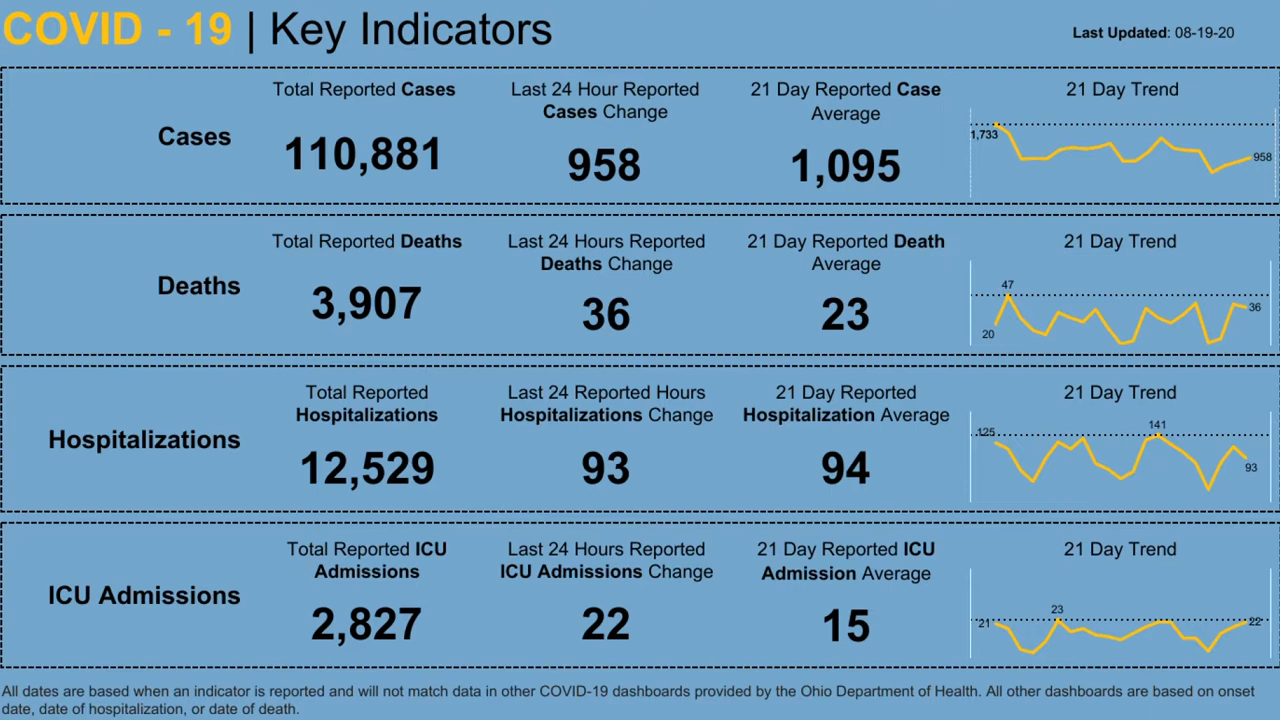 COVID - 19 | Key Indicators
Last Updated: 08-19-20
Cases
Total Reported Cases
110,881
Last 24 Hour Reported
Cases Change
958
21 Day Reported Case
Average
1,095
21 Day Trend
1,733
958
Deaths
Total Reported Deaths
3,907
Last 24 Hours Reported
Deaths Change
36
21 Day Reported Death
Average
23
21 Day Trend
47
20
36
Hospitalizations
Total Reported
Hospitalizations
12,529
Last 24 Reported Hours
Hospitalizations Change
93
21 Day Reported
Hospitalization Average
94
21 Day Trend
125
141
93
ICU Admissions
Total Reported ICU
Admissions
2,827
Last 24 Hours Reported
ICU Admissions Change
22
21 Day Reported ICU
Admission Average
15
21 Day Trend
21
23
22
All dates are based when an indicator is reported and will not match data in other COVID-19 dashboards provided by the Ohio Department of Health. All other dashboards are based on onset
date, date of hospitalization, or date of death.